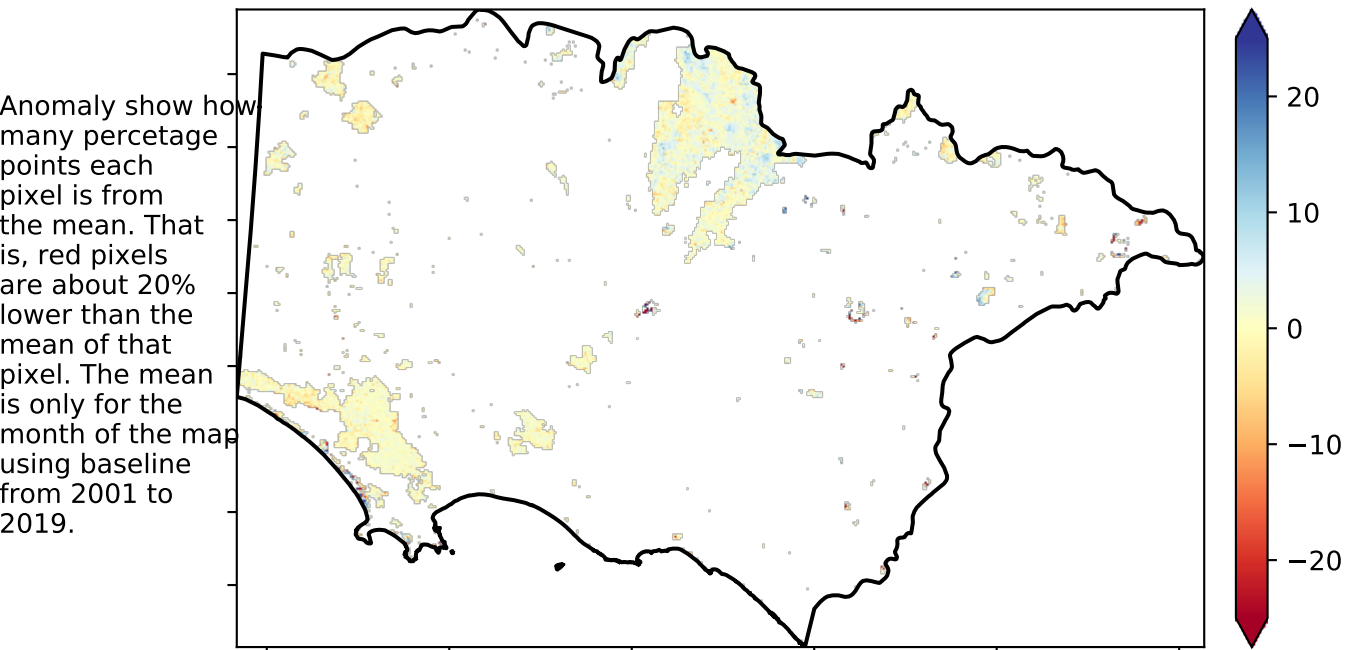 Anomaly show how
many percetage
points each
pixel is from
the mean. That
is, red pixels
are about 20%
lower than the
mean of that
pixel. The mean
is only for the
month of the map
using baseline
from 2001 to
2019.
20
10
0
−10
−20